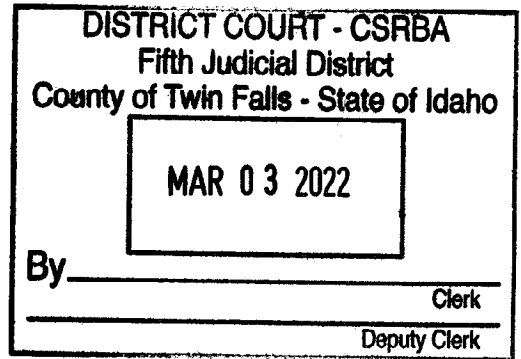 DISTRICT COURT - CSRBA
Fifth Judicial District
County of Twin Falls - State of Idaho
MAR 03 2022
By
Clerk
Deputy Clerk